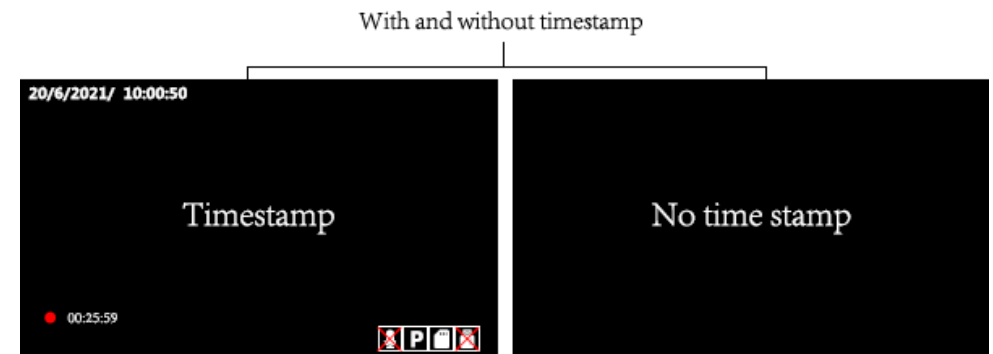 With and without timestamp
20/6/2021/ 10:00:50
Timestamp
No time stamp
00:25:59
P